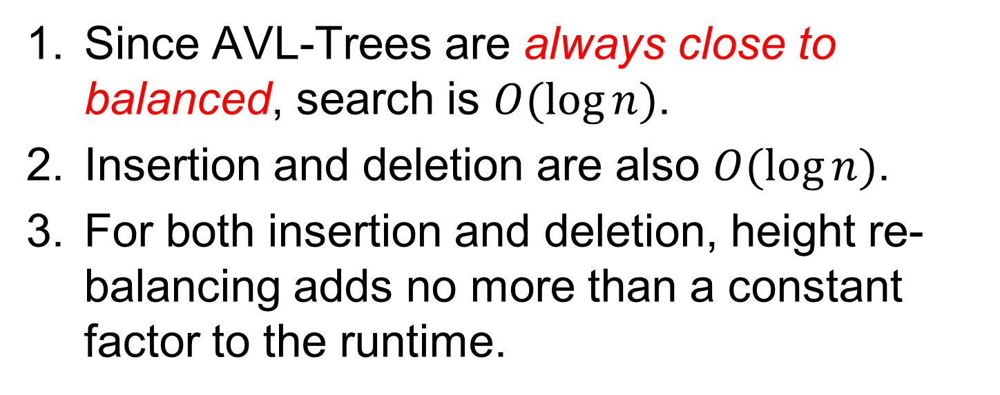 1. Since AVL-Trees are always close to
balanced, search is O(log n).
2. Insertion and deletion are also O(log n).
3. For both insertion and deletion, height re-
balancing adds no more than a constant
factor to the runtime.